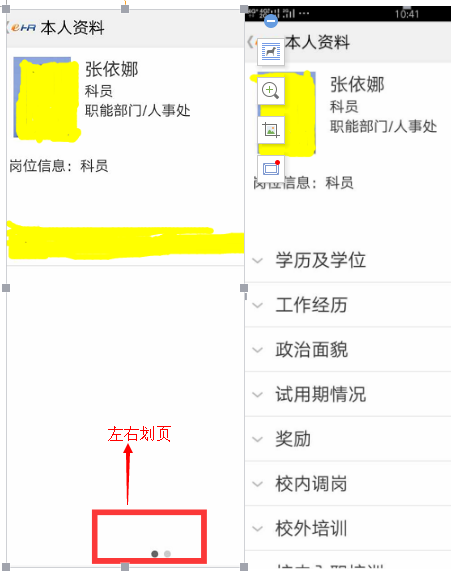 eHR 本人资料
张依娜
科员
职能部门/人事处
岗位信息：科员
左右划页
10:41
本人资料
张依娜
科员
职能部门/人事处
岗位信息：科员
学历及学位
工作经历
政治面貌
试用期情况
奖励
校内调岗
校外培训